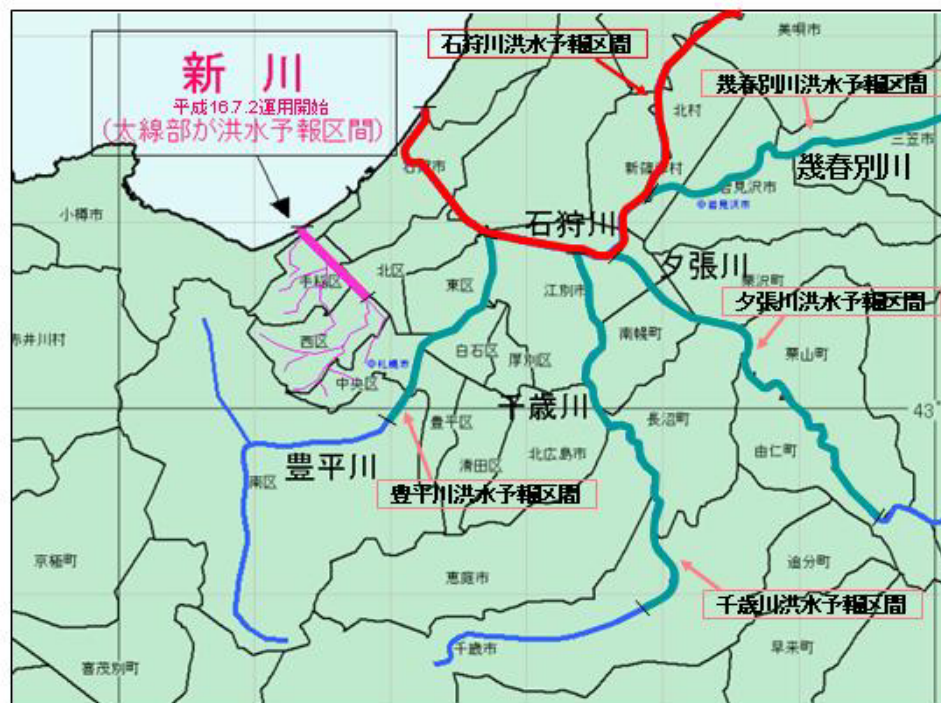 新 川
平成16.7.2運用開始
(太線部が洪水予報区間)
石狩川洪水予報区間
美唄市
幾春別川洪水予報区間
北村
三笠市
幾春別川
石狩市
新篠津村
岩見沢市
◎岩見沢市
小樽市
石狩川
夕張川
栗沢町
手稲区
北区
東区
江別市
夕張川洪水予報区間
南幌町
赤井川村
西区
◎札幌市
白石区
厚別区
栗山町
中央区
千歳川
長沼町
43
豊平区
豊平川
清田区
北広島市
由仁町
南区
豊平川洪水予報区間
京極町
恵庭市
追分町
千歳川洪水予報区間
千歳市
早来町
喜茂別町